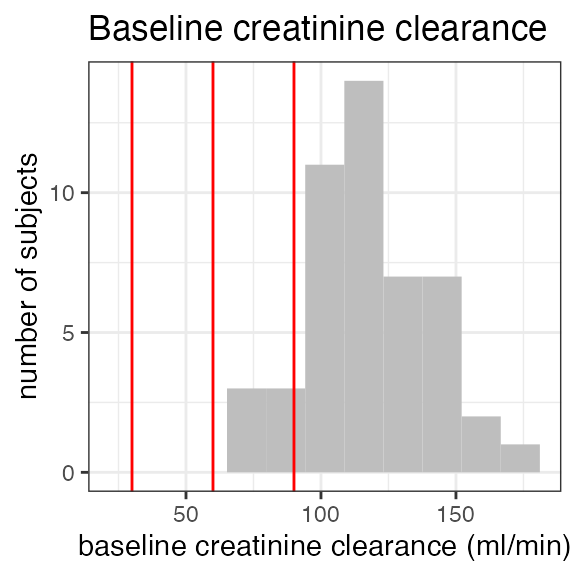 Baseline creatinine clearance
number of subjects
10
5
0
50 100 150
baseline creatinine clearance (ml/min)